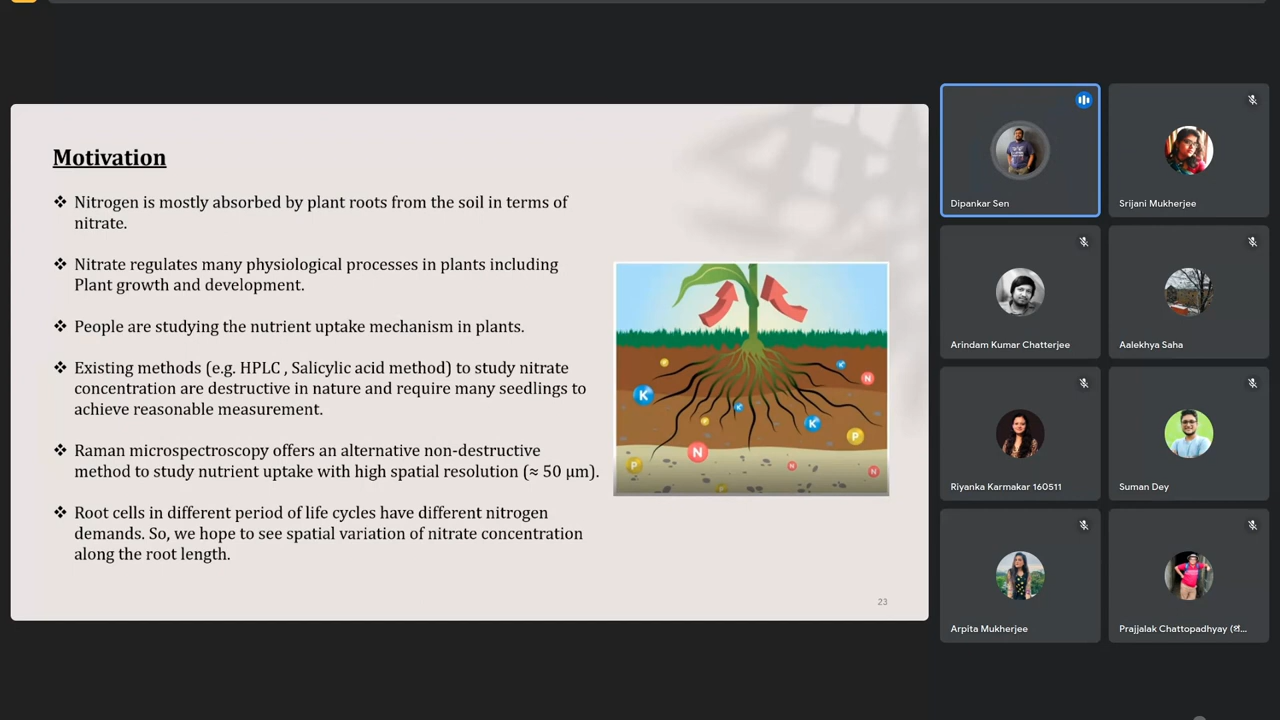 Motivation
❖ Nitrogen is mostly absorbed by plant roots from the soil in terms of
nitrate.
❖ Nitrate regulates many physiological processes in plants including
Plant growth and development.
❖ People are studying the nutrient uptake mechanism in plants.
❖ Existing methods (e.g. HPLC , Salicylic acid method) to study nitrate
concentration are destructive in nature and require many seedlings to
achieve reasonable measurement.
❖ Raman microspectroscopy offers an alternative non-destructive
method to study nutrient uptake with high spatial resolution (≈ 50 μm).
❖ Root cells in different period of life cycles have different nitrogen
demands. So, we hope to see spatial variation of nitrate concentration
along the root length.
K
N
K
K
P
N
P
N
N
23
Dipankar Sen
Srijani Mukherjee
Arindam Kumar Chatterjee
Aalekhya Saha
Riyanka Karmakar 160511
Suman Dey
Arpita Mukherjee
Prajjalak Chattopadhyay